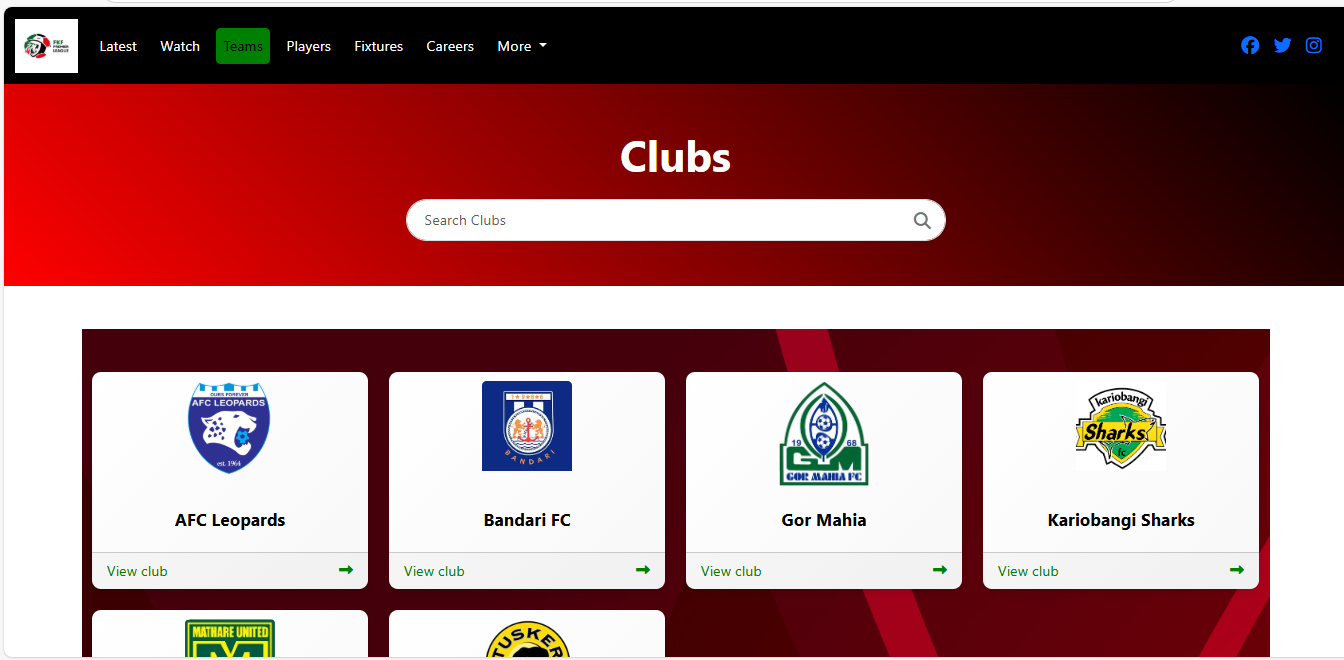 FKF
PREMIER
LEAGUE
Latest Watch Teams Players Fixtures Careers More
Clubs
Search Clubs
OURS FOREVER
AFC LEOPARDS
est. 1964
BANDARI
19 68
GM
GOR MAHIA FC
kariobangi
Sharks
fc
AFC Leopards
Bandari FC
Gor Mahia
Kariobangi Sharks
View club
View club
View club
View club
MATHARE UNITED
TUSKER